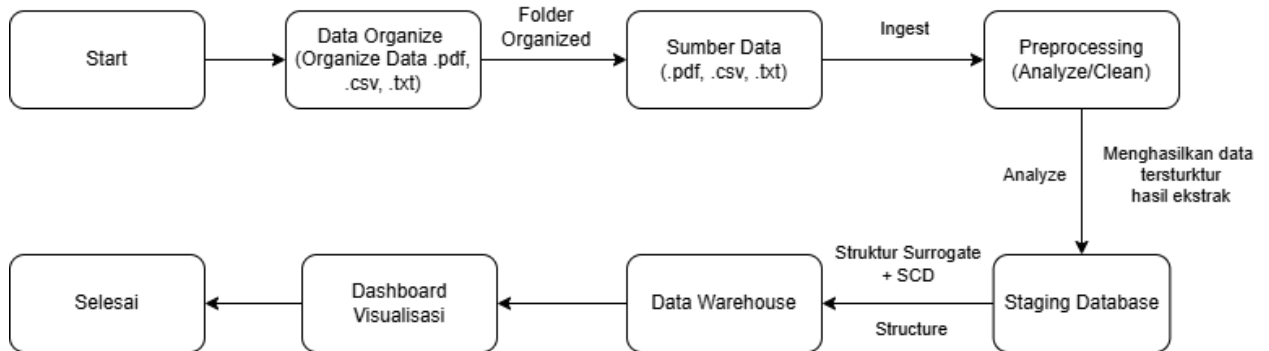 Start
Data Organize
(Organize Data .pdf,
.csv, .txt)
Folder
Organized
Sumber Data
(.pdf, .csv, .txt)
Ingest
Preprocessing
(Analyze/Clean)
Analyze
Menghasilkan data
tersturktur
hasil ekstrak
Staging Database
Struktur Surrogate
+ SCD
Structure
Data Warehouse
Dashboard
Visualisasi
Selesai